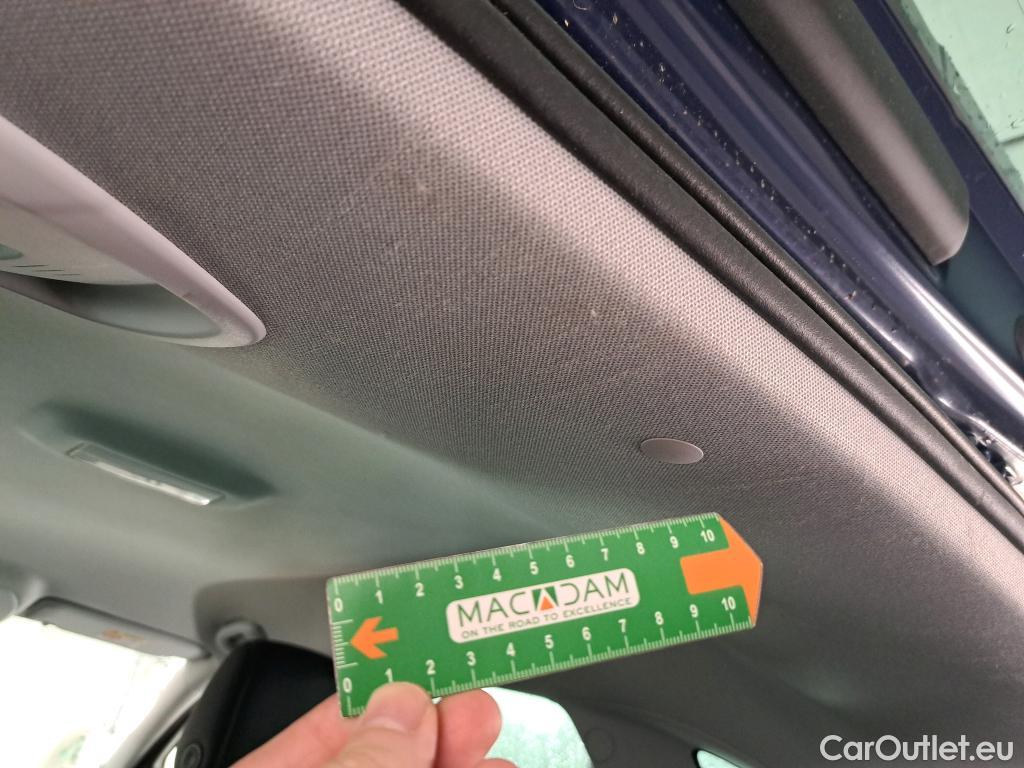 0 1 2 3 4 5 6 7 8 9 10
MACADAM
ON THE ROAD TO EXCELLENCE
0 1 2 3 4 5 6 7 8 9 10
CarOutlet.eu